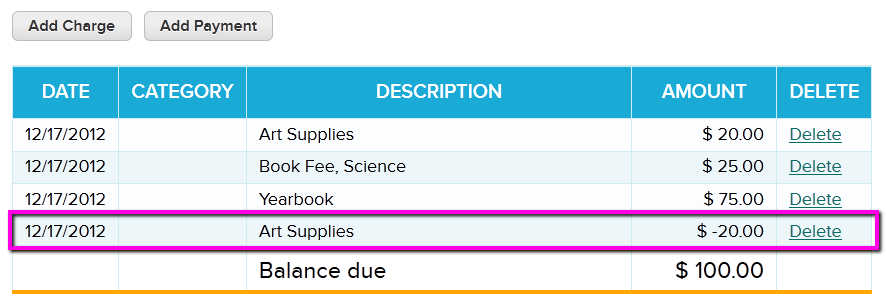 Add Charge Add Payment
DATE CATEGORY DESCRIPTION AMOUNT DELETE
12/17/2012 Art Supplies $ 20.00 Delete
12/17/2012 Book Fee, Science $ 25.00 Delete
12/17/2012 Yearbook $ 75.00 Delete
12/17/2012 Art Supplies $ -20.00 Delete
Balance due $ 100.00